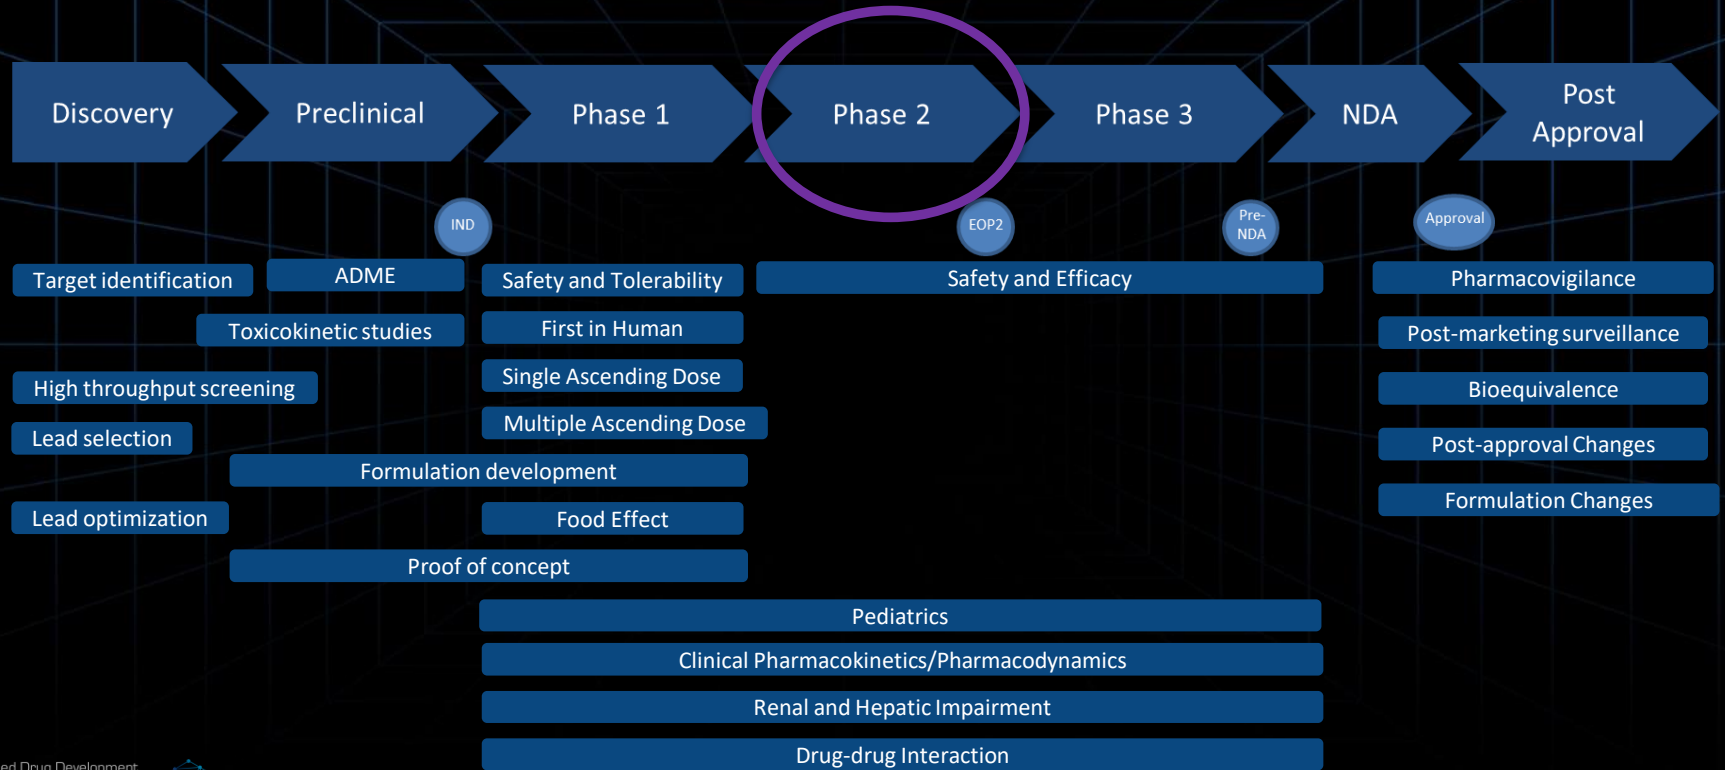 Discovery
Preclinical
Phase 1
Phase 2
Phase 3
NDA
Post
Approval
IND
EOP2
Pre-
NDA
Approval
Target identification
ADME
Safety and Tolerability
Safety and Efficacy
Pharmacovigilance
Toxicokinetic studies
First in Human
Post-marketing surveillance
High throughput screening
Single Ascending Dose
Bioequivalence
Lead selection
Multiple Ascending Dose
Post-approval Changes
Formulation development
Lead optimization
Food Effect
Formulation Changes
Proof of concept
Pediatrics
Clinical Pharmacokinetics/Pharmacodynamics
Renal and Hepatic Impairment
Drug-drug Interaction
Drug Development